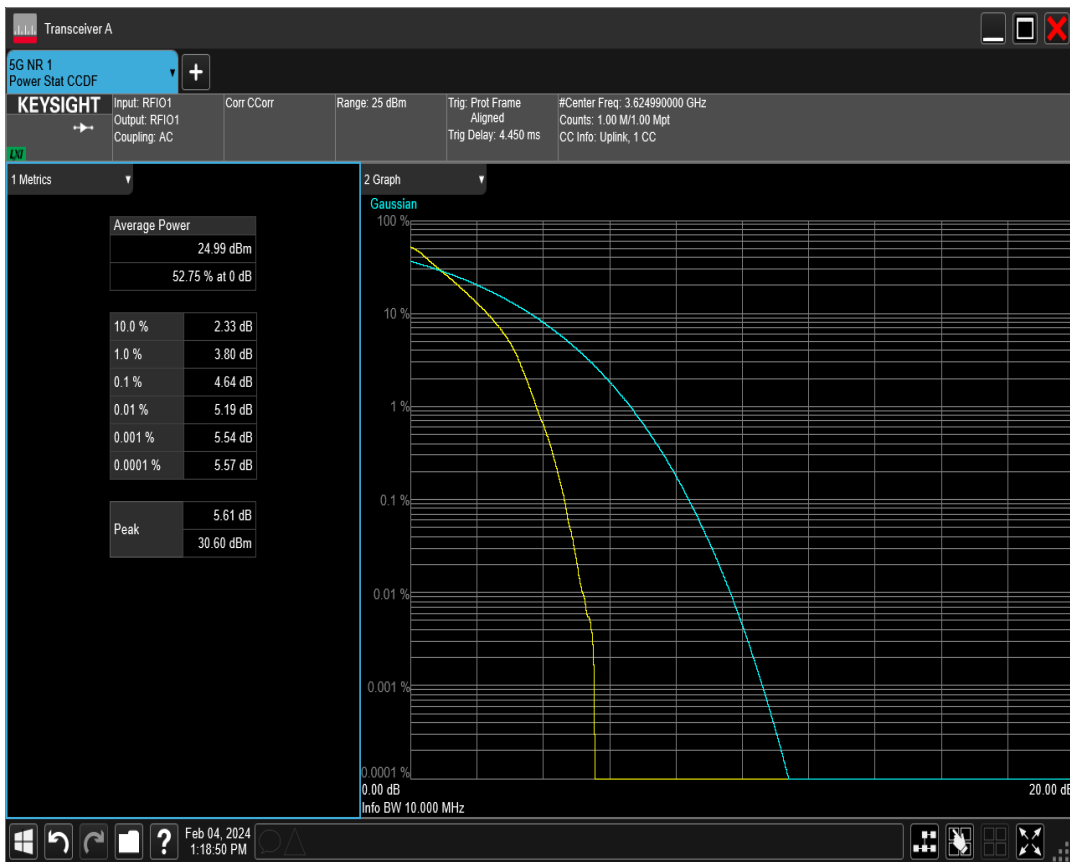 Transceiver A
5G NR 1
Power Stat CCDF
+
KEYSIGHT
LXI
Input: RFIO1
Output: RFIO1
Coupling: AC
Corr CCorr
Range: 25 dBm
Trig: Prot Frame
Aligned
Trig Delay: 4.450 ms
#Center Freq: 3.624990000 GHz
Counts: 1.00 M/1.00 Mpt
CC Info: Uplink, 1 CC
1 Metrics
Average Power
24.99 dBm
52.75 % at 0 dB
10.0 % 2.33 dB
1.0 % 3.80 dB
0.1 % 4.64 dB
0.01 % 5.19 dB
0.001 % 5.54 dB
0.0001 % 5.57 dB
Peak
5.61 dB
30.60 dBm
2 Graph
Gaussian
100 %
10 %
1 %
0.1 %
0.01 %
0.001 %
0.0001 %
0.00 dB 20.00 dB
Info BW 10.000 MHz
?
Feb 04, 2024
1:18:50 PM